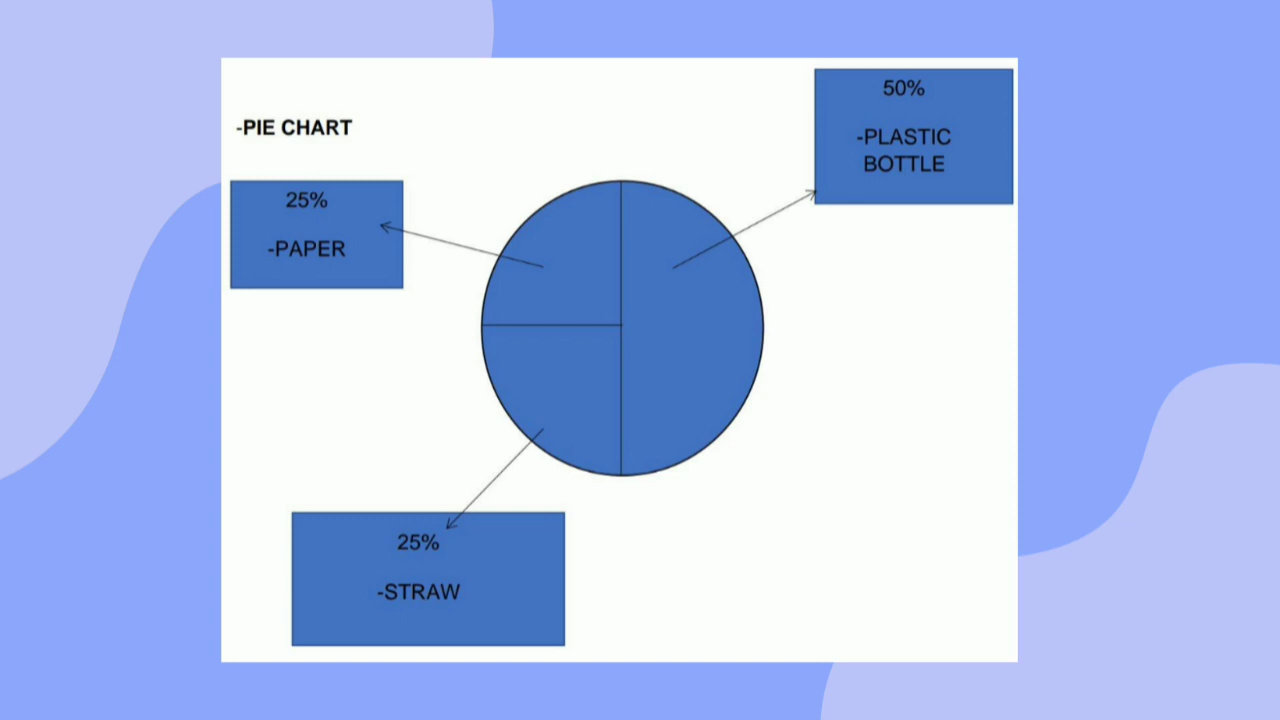 -PIE CHART
50%
-PLASTIC
BOTTLE
25%
-PAPER
25%
-STRAW